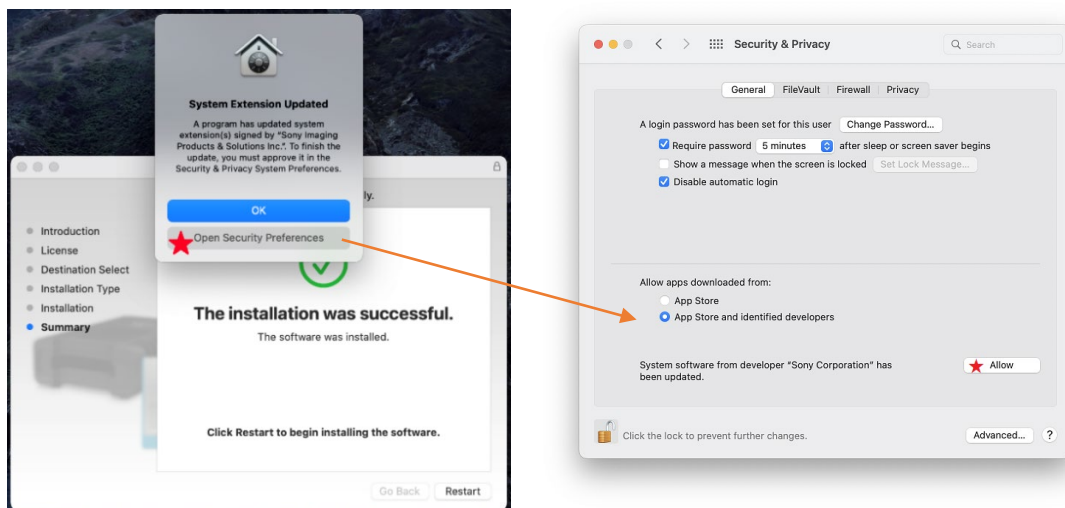 System Extension Updated
A program has updated system
extension(s) signed by "Sony Imaging
Products & Solutions Inc.". To finish the
update, you must approve it in the
Security & Privacy System Preferences.
OK
Open Security Preferences
ly.
Introduction
License
Destination Select
Installation Type
Installation
Summary
The installation was successful.
The software was installed.
Click Restart to begin installing the software.
Go Back
Restart
Security & Privacy
Search
General
FileVault
Firewall
Privacy
A login password has been set for this user
Change Password...
Require password
5 minutes
after sleep or screen saver begins
Show a message when the screen is locked
Set Lock Message...
Disable automatic login
Allow apps downloaded from:
App Store
App Store and identified developers
System software from developer "Sony Corporation" has
been updated.
Allow
Click the lock to prevent further changes.
Advanced...
?